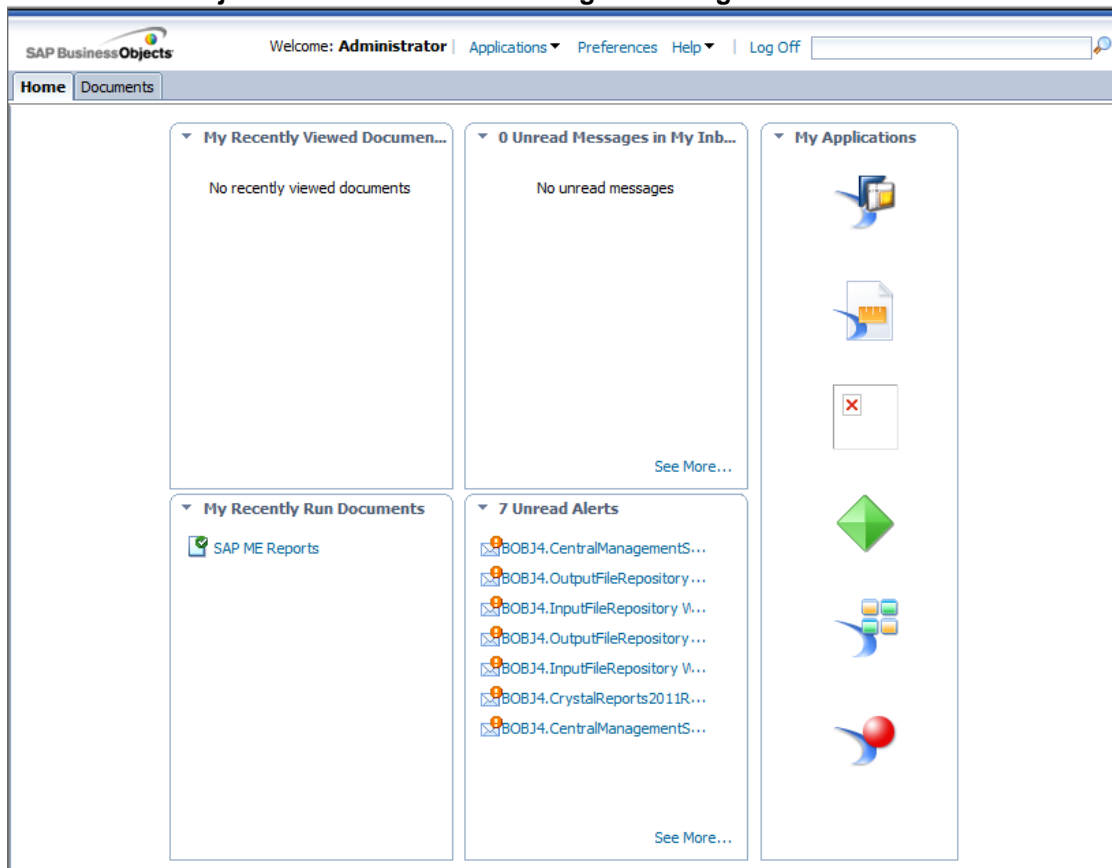 SAP BusinessObjects
Welcome: Administrator | Applications Preferences Help | Log Off
Home Documents
My Recently Viewed Documen...
No recently viewed documents
0 Unread Messages in My Inb...
No unread messages
See More...
My Applications
My Recently Run Documents
SAP ME Reports
7 Unread Alerts
BOBJ4.CentralManagementS...
BOBJ4.OutputFileRepository...
BOBJ4.InputFileRepository W...
BOBJ4.OutputFileRepository...
BOBJ4.InputFileRepository W...
BOBJ4.CrystalReports2011R...
BOBJ4.CentralManagementS...
See More...